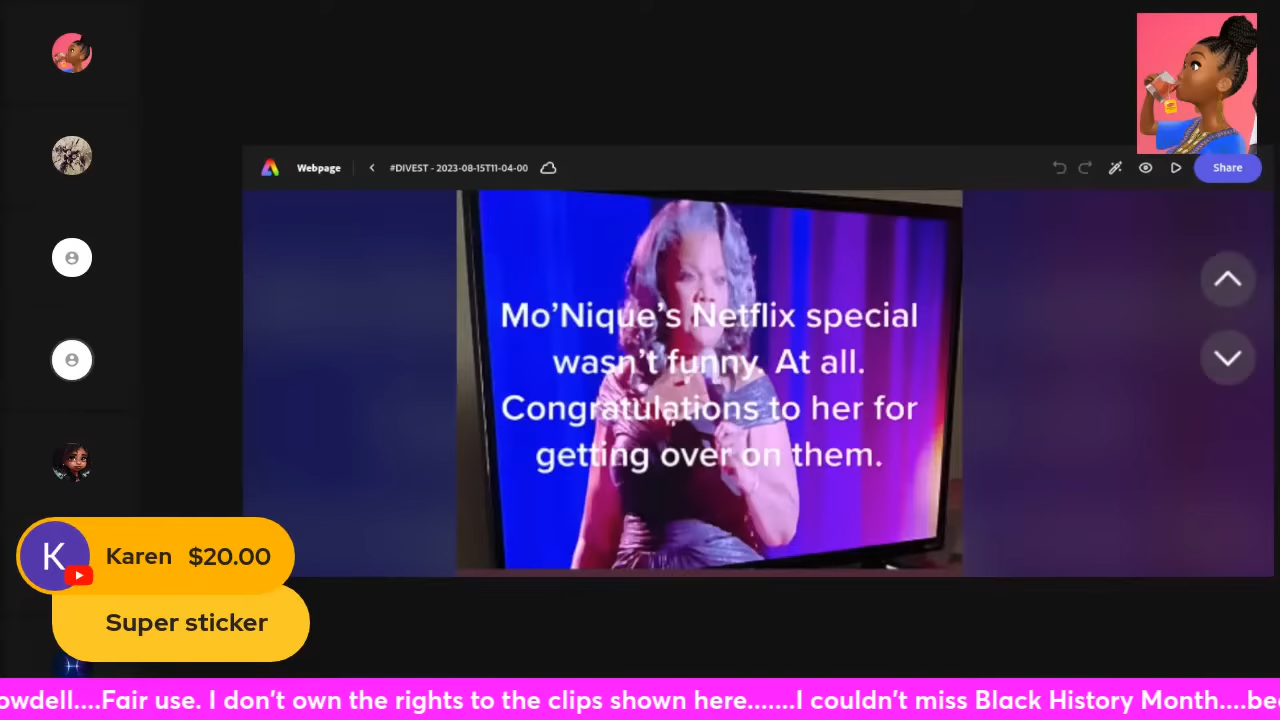 Webpage
#DIVEST - 2023-08-15T11-04-00
Share
Mo’Nique’s Netflix special
wasn’t funny. At all.
Congratulations to her for
getting over on them.
K
Karen $20.00
Super sticker
owdell....Fair use. I don’t own the rights to the clips shown here.......I couldn’t miss Black History Month....be